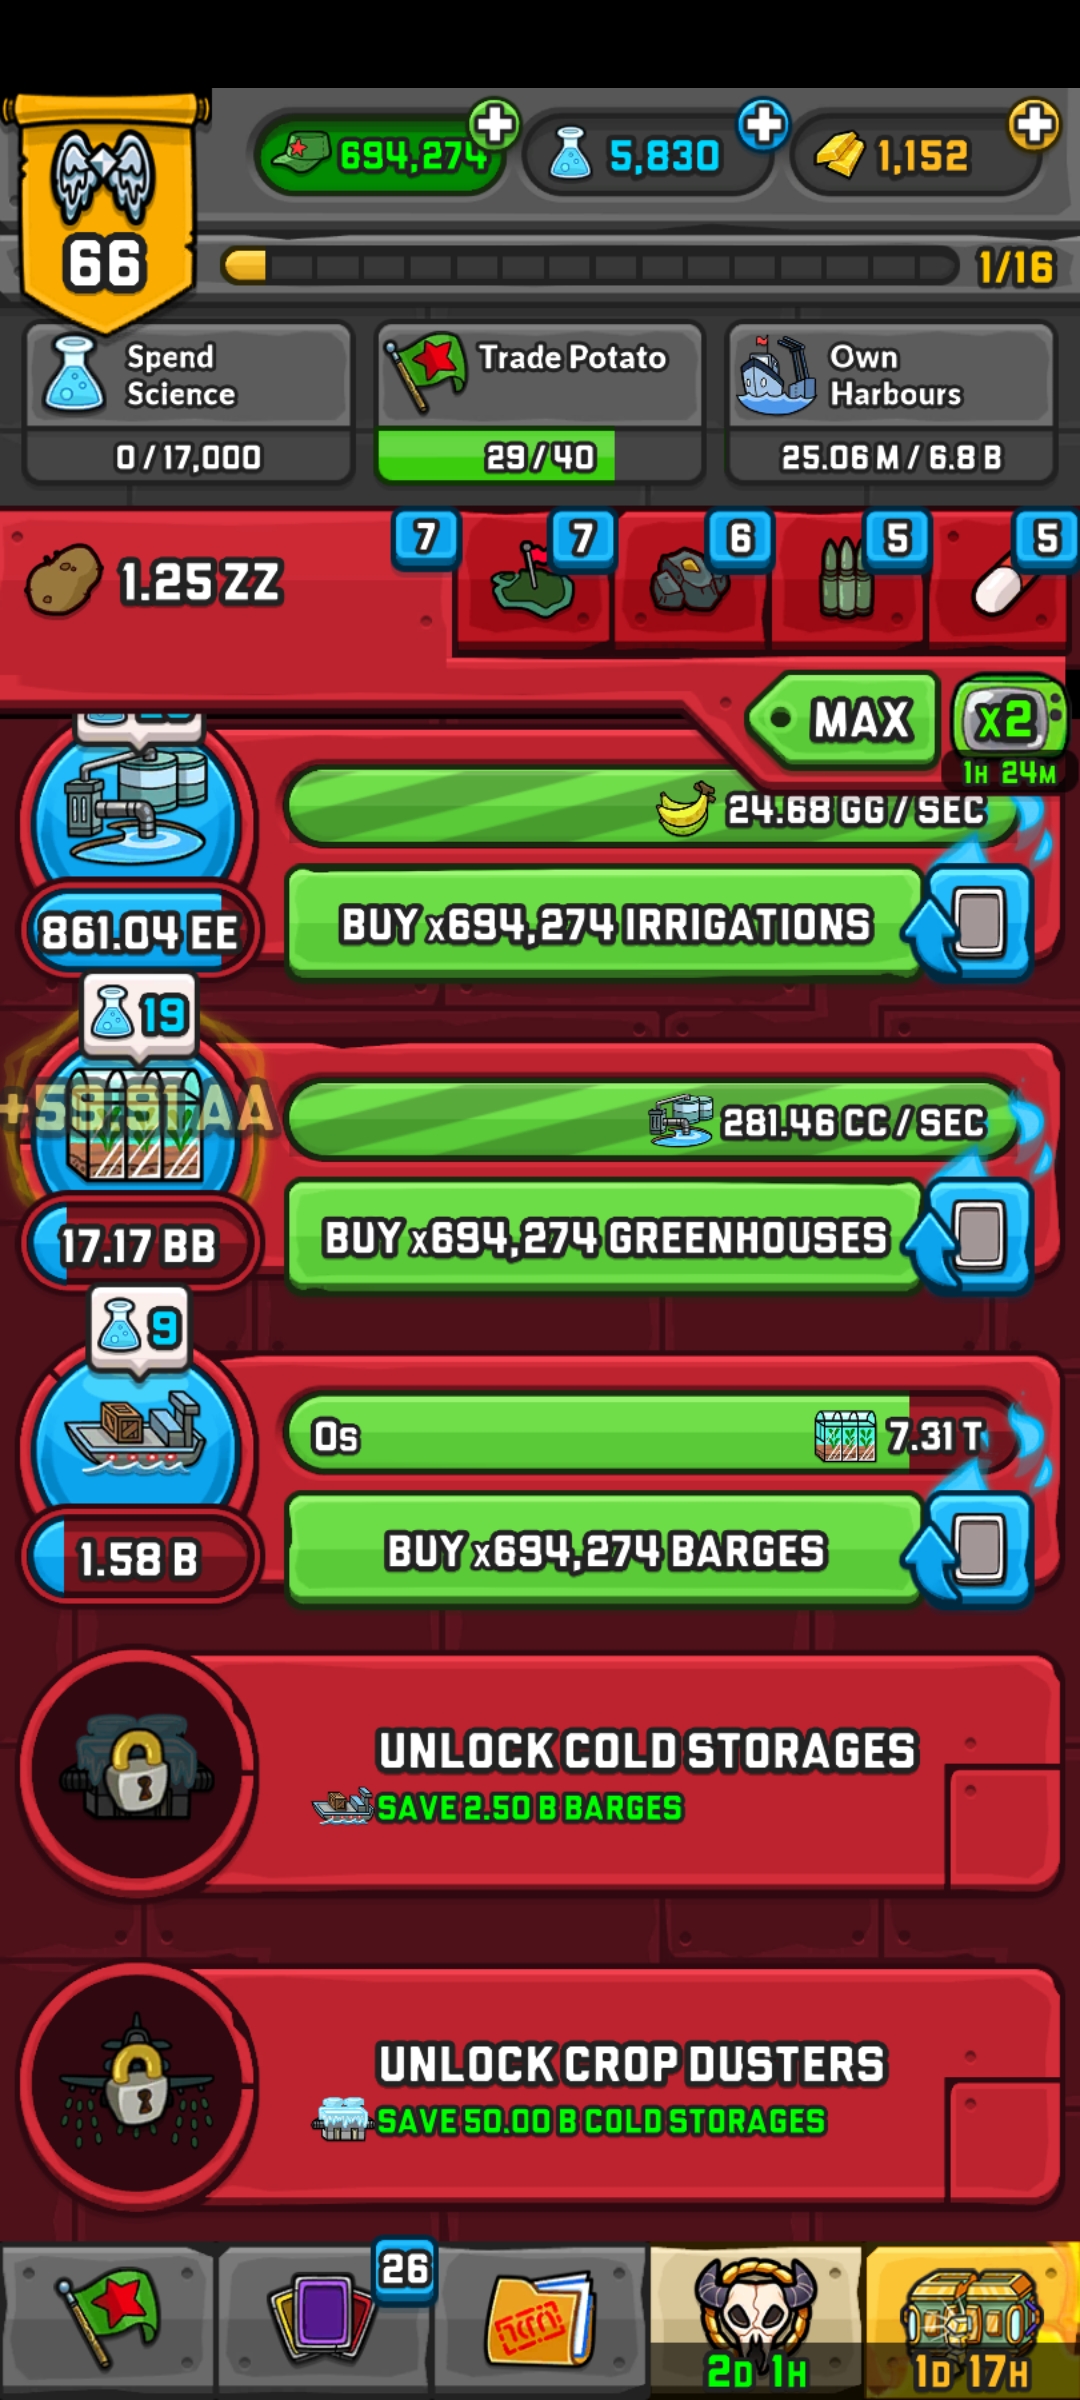 66
694,274
5,830
1,152
1/16
Spend
Science
0/17,000
Trade Potato
29/40
Own
Harbours
25.06 M / 6.8 B
1.25 ZZ
7
7
6
5
5
MAX
x2
1H 24M
24.68 GG / SEC
861.04 EE
BUY x694,274 IRRIGATIONS
19
+59.91 AA
281.46 CC / SEC
17.17 BB
BUY x694,274 GREENHOUSES
9
0s
7.31 T
1.58 B
BUY x694,274 BARGES
UNLOCK COLD STORAGES
SAVE 2.50 B BARGES
UNLOCK CROP DUSTERS
SAVE 50.00 B COLD STORAGES
26
2D 1H
1D 17H